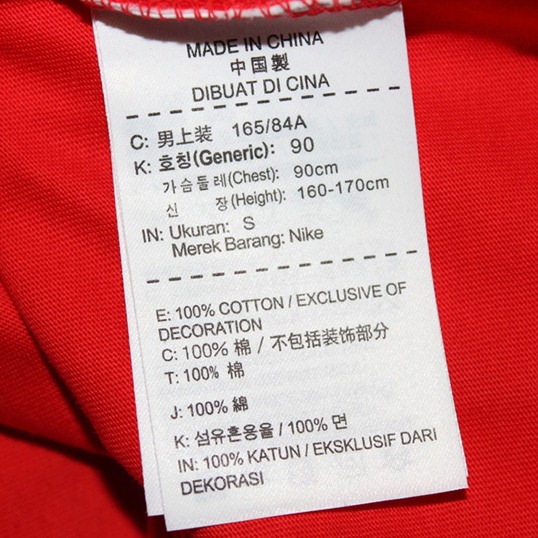 MADE IN CHINA
中国製
DIBUAT DI CINA
C: 男上装 165/84A
K: 호칭(Generic): 90
가슴둘레(Chest): 90cm
신 장(Height): 160-170cm
IN: Ukuran: S
Merek Barang: Nike
E: 100% COTTON / EXCLUSIVE OF
DECORATION
C: 100% 棉 / 不包括装饰部分
T: 100% 棉
J: 100% 綿
K: 섬유혼용율 / 100% 면
IN: 100% KATUN / EKSKLUSIF DARI
DEKORASI